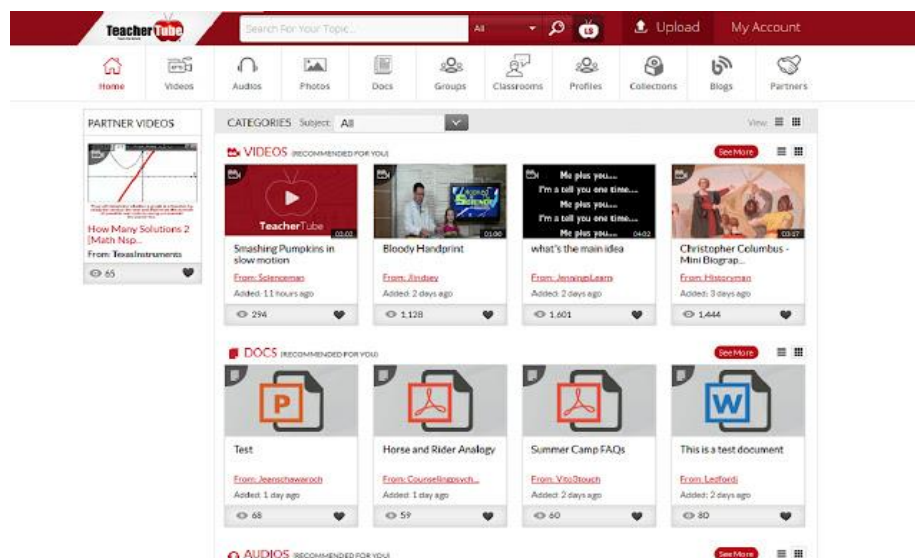 TeacherTube
Search For Your Topic...
All
LS
Upload
My Account
Home
Videos
Audios
Photos
Docs
Groups
Classrooms
Profiles
Collections
Blogs
Partners
PARTNER VIDEOS
How Many Solutions 2
[Math Nsp...
From: TexasInstruments
65
CATEGORIES Subject: All
View:
VIDEOS (RECOMMENDED FOR YOU)
See More
TeacherTube
Smashing Pumpkins in
slow motion
From: Scienceman
Added: 11 hours ago
294
Bloody Handprint
From: Jlindsey
Added: 2 days ago
1,128
Me plus you....
I'm a tell you one time....
Me plus you....
I'm a tell you one time....
Me plus you....
04:02
what's the main idea
From: JenningsLearn
Added: 2 days ago
1,601
03:07
Christopher Columbus -
Mini Biograp...
From: Historyman
Added: 3 days ago
1,444
DOCS (RECOMMENDED FOR YOU)
See More
P
Test
From: Jeanschawaroch
Added: 1 day ago
68
Horse and Rider Analogy
From: Counselingpsych...
Added: 1 day ago
59
Summer Camp FAQs
From: Vito3touch
Added: 2 days ago
60
W
This is a test document
From: Ledfordi
Added: 2 days ago
80
AUDIOS (RECOMMENDED FOR YOU)
See More